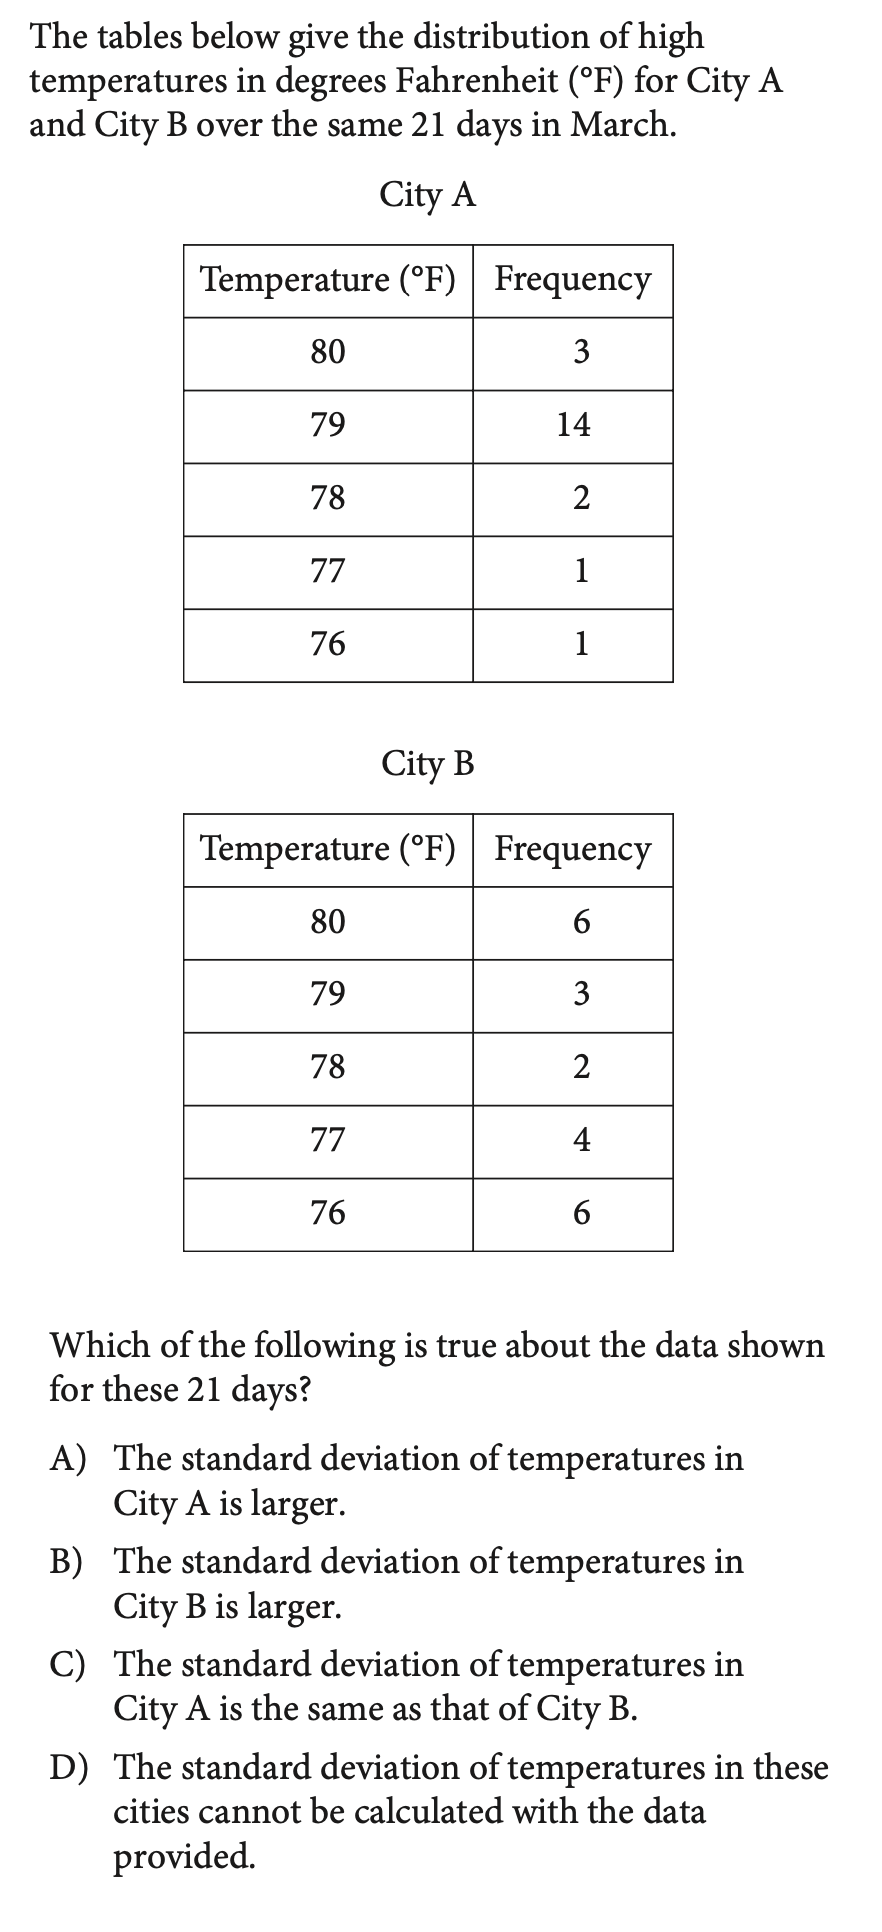 The tables below give the distribution of high
temperatures in degrees Fahrenheit (°F) for City A
and City B over the same 21 days in March.
City A
Temperature (°F) Frequency
80 3
79 14
78 2
77 1
76 1
City B
Temperature (°F) Frequency
80 6
79 3
78 2
77 4
76 6
Which of the following is true about the data shown
for these 21 days?
A) The standard deviation of temperatures in
City A is larger.
B) The standard deviation of temperatures in
City B is larger.
C) The standard deviation of temperatures in
City A is the same as that of City B.
D) The standard deviation of temperatures in these
cities cannot be calculated with the data
provided.